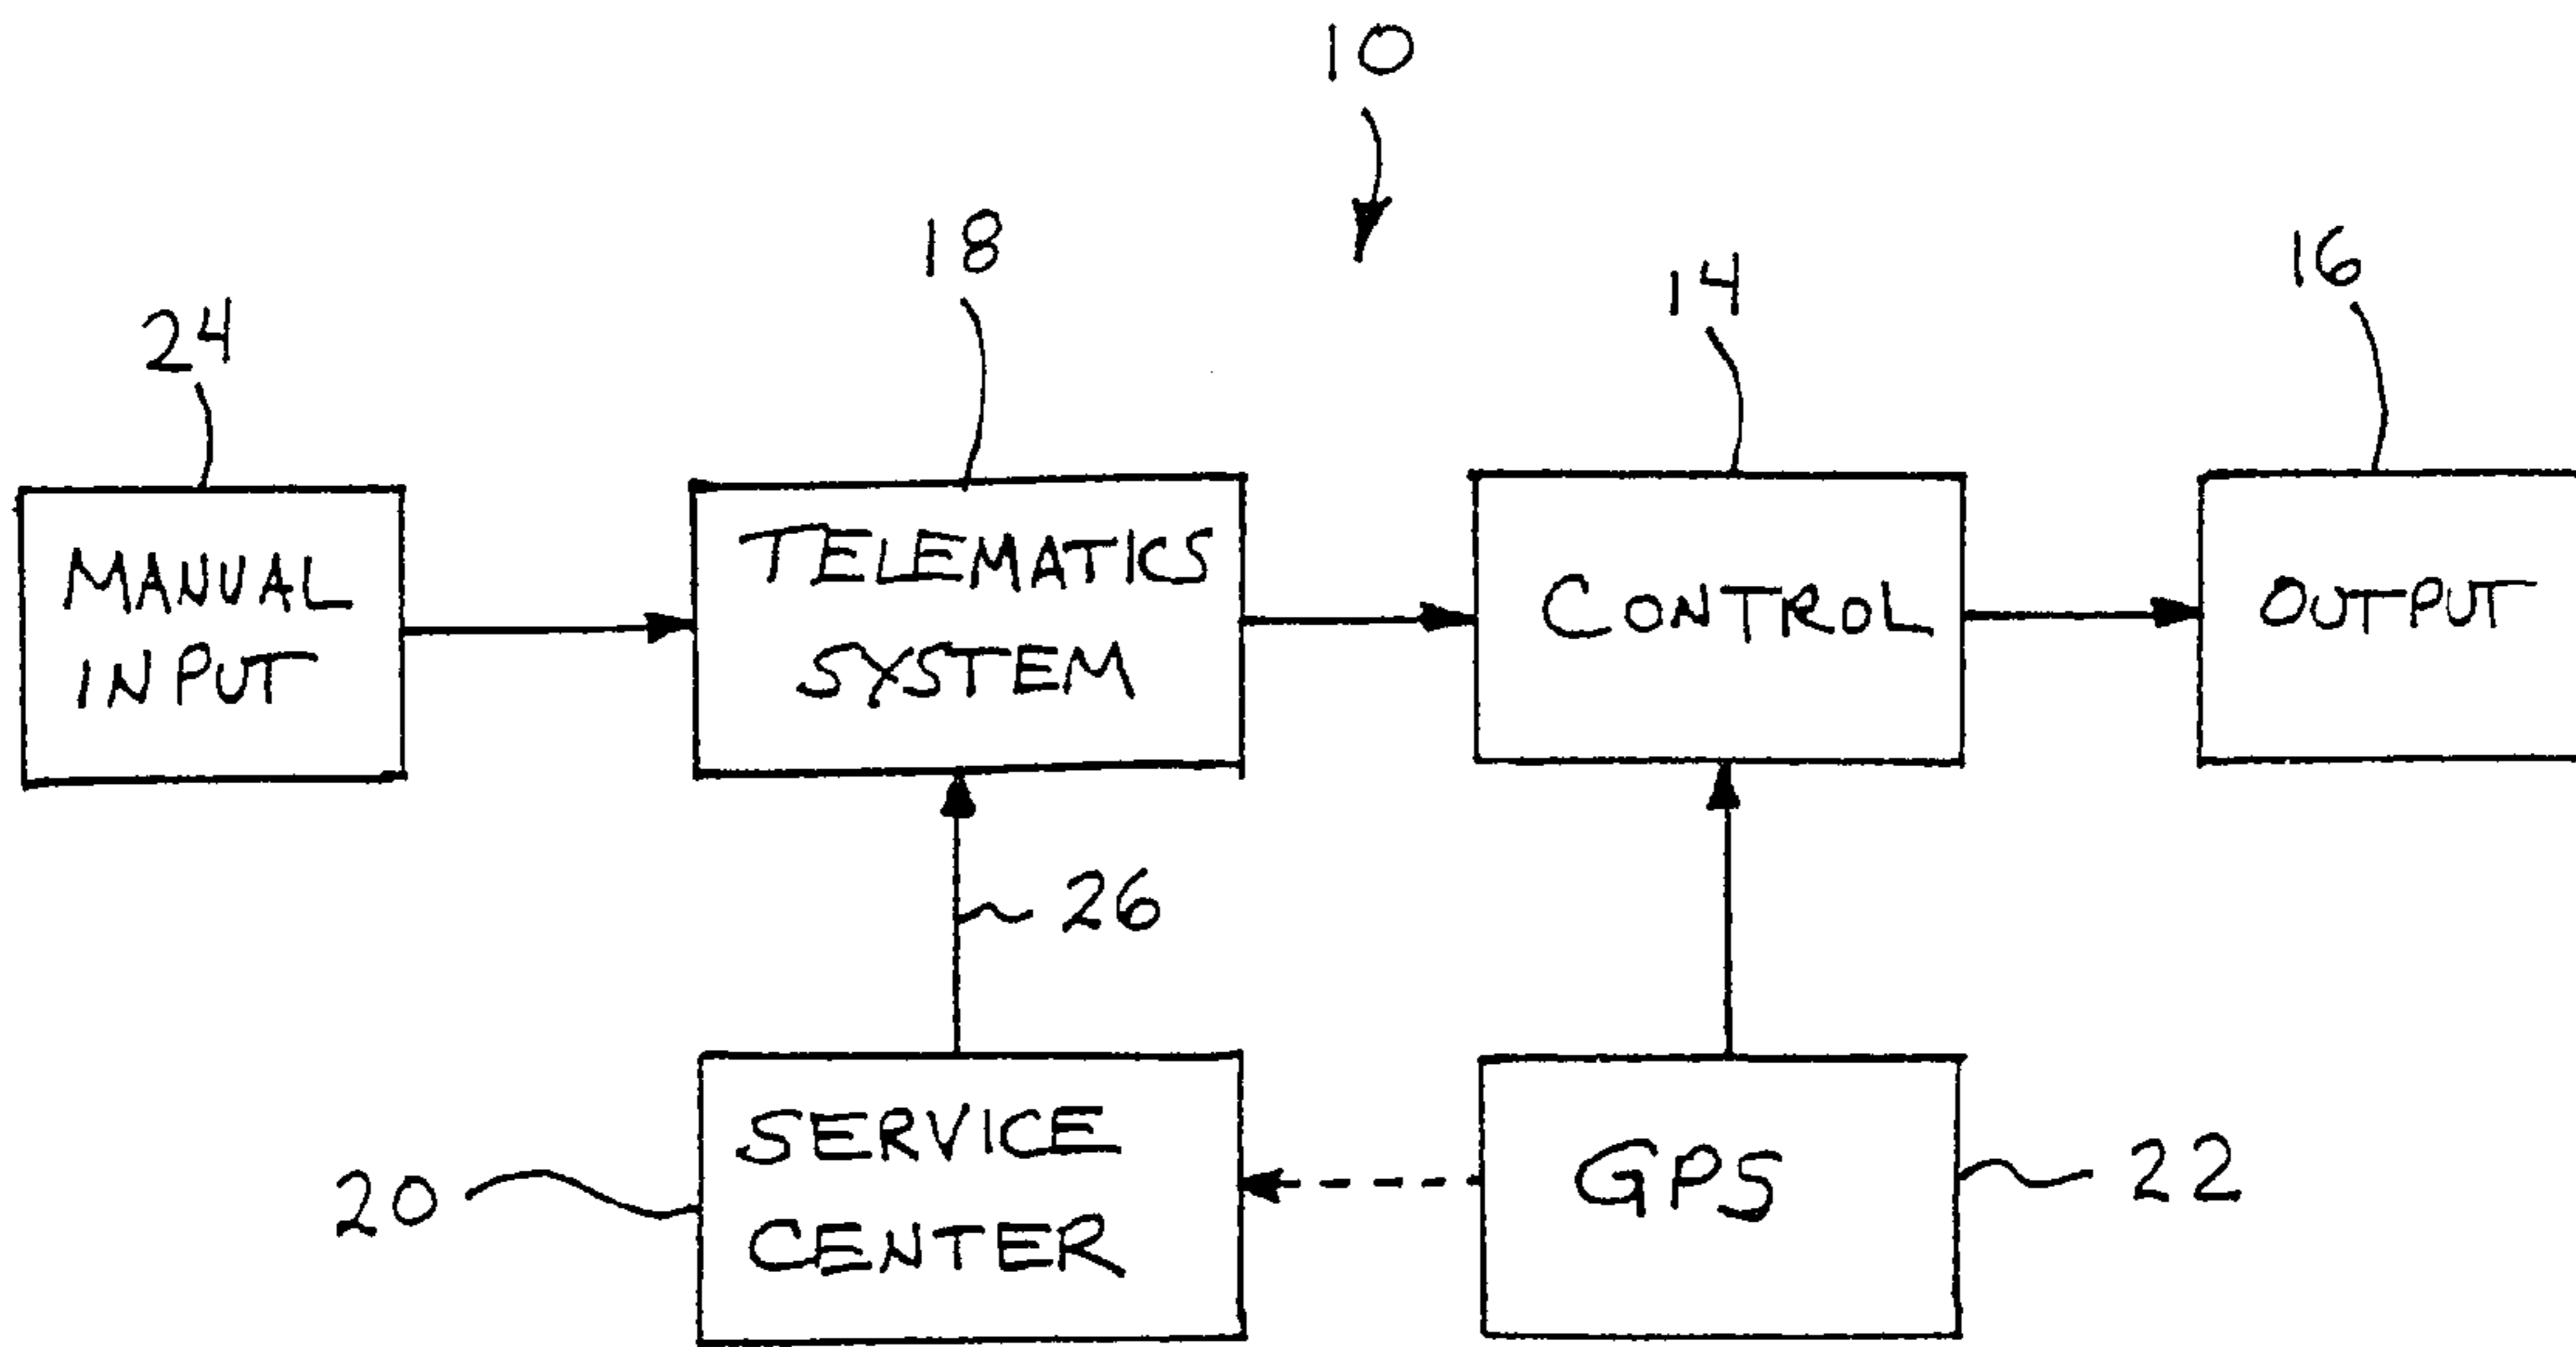 10
18
16
14
24
MANUAL
INPUT
TELEMATICS
SYSTEM
CONTROL
OUTPUT
26
SERVICE
CENTER
GPS
20
22